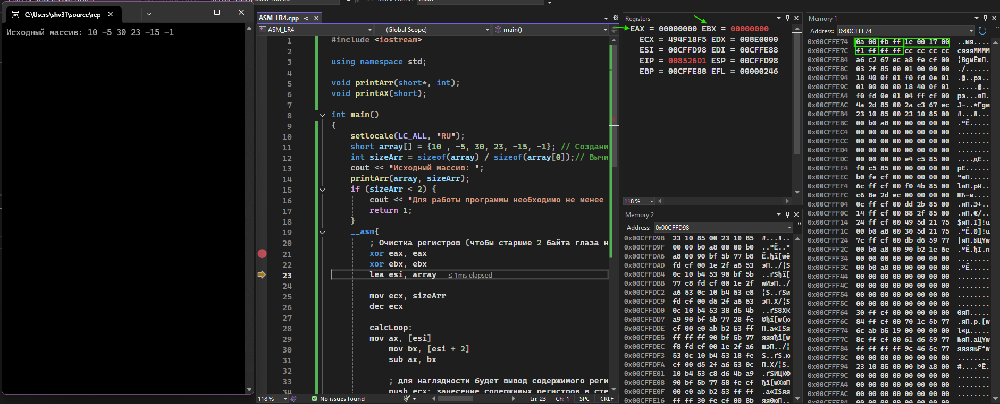 C:\Users\shv31\source\rep
Исходный массив: 10 -5 30 23 -15 -1
ASM_LR4.cpp
ASM_LR4
(Global Scope)
main()
1 #include <iostream>
2
3 using namespace std;
4
5 void printArr(short*, int);
6 void printAX(short);
7
8 int main()
9 {
10 setlocale(LC_ALL, "RU");
11 short array[] = {10 , -5, 30, 23, -15, -1}; // Создани
12 int sizeArr = sizeof(array) / sizeof(array[0]);// Вычи
13 cout << "Исходный массив: ";
14 printArr(array, sizeArr);
15 if (sizeArr < 2) {
16 cout << "Для работы программы необходимо не менее
17 return 1;
18 }
19 __asm{
20 ; Очистка регистров (чтобы старшие 2 байта глаза н
21 xor eax, eax
22 xor ebx, ebx
23 lea esi, array ≤ 1ms elapsed
24
25 mov ecx, sizeArr
26 dec ecx
27
28 calcLoop:
29 mov ax, [esi]
30 mov bx, [esi + 2]
31 sub ax, bx
32
33 ; для наглядности будет вывод содержимого реги
34 push ecx; занесение содержимых регистров в сте
118 %
No issues found
Ln: 23 Ch: 1 SPC CRLF
Registers
EAX = 00000000 EBX = 00000000
ECX = 494F18F5 EDX = 008E0000
ESI = 00CFFD98 EDI = 00CFFE88
EIP = 008526D1 ESP = 00CFFD98
EBP = 00CFFE88 EFL = 00000246
118 %
Memory 2
Address: 0x00CFFD98
0x00CFFD98 23 10 85 00 23 10 85 #...#..
0x00CFFD9F 00 00 b0 a8 00 00 b0 ..°Ё..°
0x00CFFDA6 a8 00 90 bf 5b 77 b8 Ё.ђї[wё
0x00CFFDAD fd cf 00 1e 2f a6 53 эП../¦S
0x00CFFDB4 0c 10 b4 53 90 bf 5b ..ґSђї[
0x00CFFDBB 77 c8 fd cf 00 1e 2f wИэП../
0x00CFFDC2 a6 53 0c 10 b4 53 e8 ¦S..ґSи
0x00CFFDC9 fd cf 00 d5 2f a6 53 эП.Х/¦S
0x00CFFDD0 0c 10 b4 53 38 d5 4b ..ґS8ХK
0x00CFFDD7 a9 90 bf 5b 77 28 fe ©ђї[w(ю
0x00CFFDDE cf 00 e0 ab b2 53 ff П.а«ІSя
0x00CFFDE5 ff ff ff 90 bf 5b 77 яяяђї[w
0x00CFFDEC f8 fd cf 00 1e 2f a6 шэП../¦
0x00CFFDF3 53 0c 10 b4 53 18 fe S..ґS.ю
0x00CFFDFA cf 00 d5 2f a6 53 0c П.Х/¦S.
0x00CFFE01 10 b4 53 c8 d6 4b a9 .ґSИЦK©
0x00CFFE08 90 bf 5b 77 58 fe cf ђї[wXюП
0x00CFFE0F 00 e0 ab b2 53 ff ff .а«ІSяя
0x00CFFE16 ff ff 30 fe cf 00 8b яя0юП..
Memory 1
Address: 0x00CFFE74
0x00CFFE74 0a 00 fb ff 1e 00 17 00 ..ыя....
0x00CFFE7C f1 ff ff ff cc cc cc cc сяяяММММ
0x00CFFE84 a6 c2 67 ec a8 fe cf 00 ¦ВgмЁюП.
0x00CFFE8C 03 2f 85 00 01 00 00 00 ./......
0x00CFFE94 18 40 0f 01 f0 fd 0e 01 .@..рэ..
0x00CFFE9C 01 00 00 00 18 40 0f 01 .....@..
0x00CFFEA4 f0 fd 0e 01 04 ff cf 00 рэ...яП.
0x00CFFEAC 4a 2d 85 00 2a c3 67 ec J-..*Гgм
0x00CFFEB4 23 10 85 00 23 10 85 00 #...#...
0x00CFFEBC 00 b0 a8 00 00 00 00 00 .°Ё.....
0x00CFFEC4 00 00 00 00 00 00 00 00 ........
0x00CFFECC 00 00 00 00 00 00 00 00 ........
0x00CFFED4 00 00 00 00 00 00 00 00 ........
0x00CFFEDC 00 00 00 00 e4 c5 85 00 ....дЕ..
0x00CFFEE4 f0 c5 85 00 00 00 00 00 рЕ......
0x00CFFEEC b0 fe cf 00 00 00 00 00 °юП.....
0x00CFFEF4 6c ff cf 00 f0 4b 85 00 lяП.рK..
0x00CFFEFC c6 8e 2d ec 00 00 00 00 ЖЋ-м....
0x00CFFF04 0c ff cf 00 dd 2b 85 00 .яП.Э+..
0x00CFFF0C 14 ff cf 00 88 2f 85 00 .яП.€/..
0x00CFFF14 24 ff cf 00 49 5d 21 75 $яП.I]!u
0x00CFFF1C 00 b0 a8 00 30 5d 21 75 .°Ё.0]!u
0x00CFFF24 7c ff cf 00 db d6 59 77 |яП.ЫЦYw
0x00CFFF2C 00 b0 a8 00 90 b2 1e 6e .°Ё.ђІ.n
0x00CFFF34 00 00 00 00 00 00 00 00 ........
0x00CFFF3C 00 b0 a8 00 00 00 00 00 .°Ё.....
0x00CFFF44 00 00 00 00 00 00 00 00 ........
0x00CFFF4C 00 00 00 00 00 00 00 00 ........
0x00CFFF54 00 00 00 00 00 00 00 00 ........
0x00CFFF5C 00 00 00 00 00 00 00 00 ........
0x00CFFF64 30 ff cf 00 00 00 00 00 0яП.....
0x00CFFF6C 84 ff cf 00 70 1c 5b 77 .яП.p.[w
0x00CFFF74 6c ab b5 19 00 00 00 00 l«µ.....
0x00CFFF7C 8c ff cf 00 61 d6 59 77 ЊяП.aЦYw
0x00CFFF84 ff ff ff ff 9c 46 5e 77 яяяяњF^w
0x00CFFF8C 00 00 00 00 00 00 00 00 ........
0x00CFFF94 23 10 85 00 00 b0 a8 00 #....°Ё.
0x00CFFF9C 00 00 00 00 00 00 00 00 ........
0x00CFFFA4 00 00 00 00 00 00 00 00 ........
0x00CFFFAC 00 00 00 00 00 00 00 00 ........